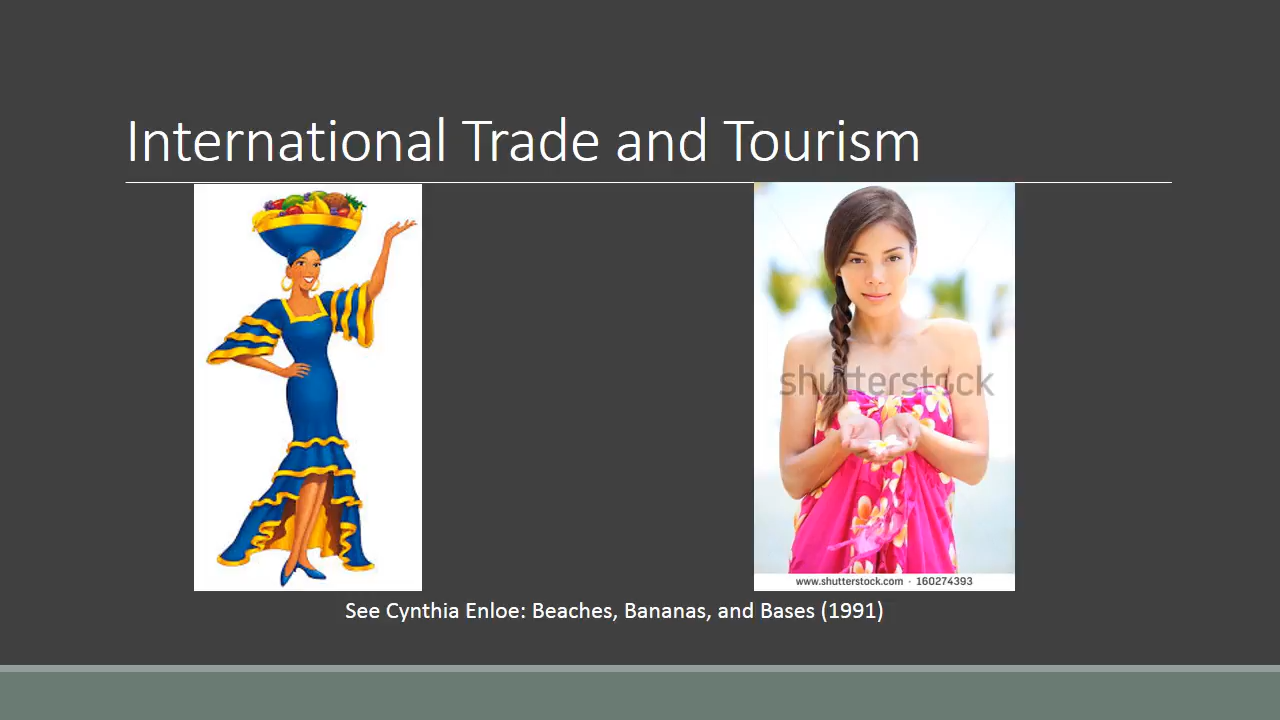 International Trade and Tourism
shutterstock
www.shutterstock.com · 160274393
See Cynthia Enloe: Beaches, Bananas, and Bases (1991)